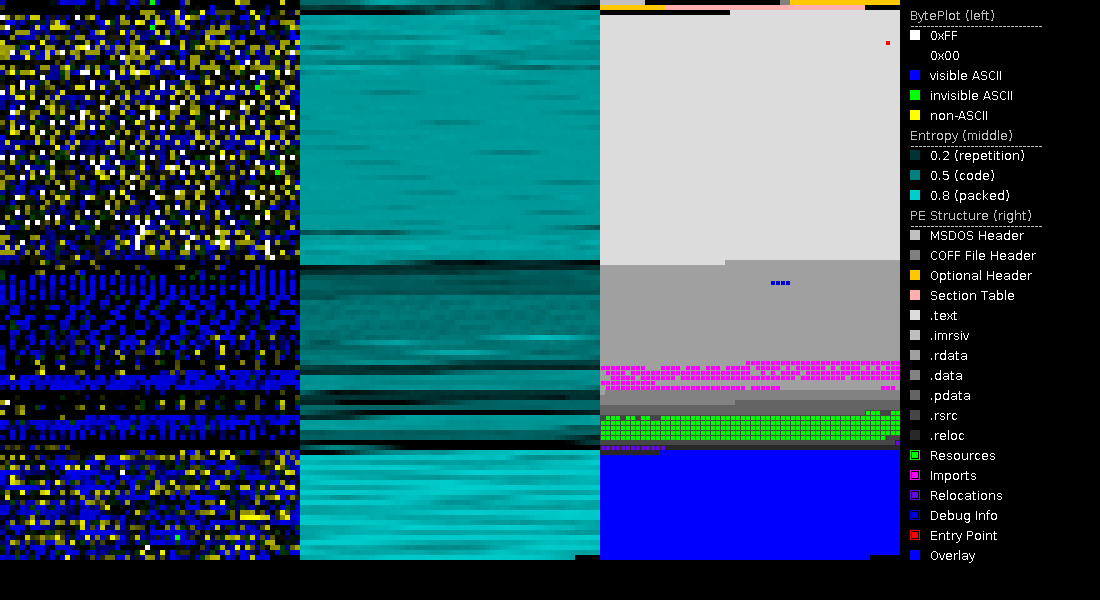 BytePlot (left)
0xFF
0x00
visible ASCII
invisible ASCII
non-ASCII
Entropy (middle)
0.2 (repetition)
0.5 (code)
0.8 (packed)
PE Structure (right)
MSDOS Header
COFF File Header
Optional Header
Section Table
.text
.imrsiv
.rdata
.data
.pdata
.rsrc
.reloc
Resources
Imports
Relocations
Debug Info
Entry Point
Overlay